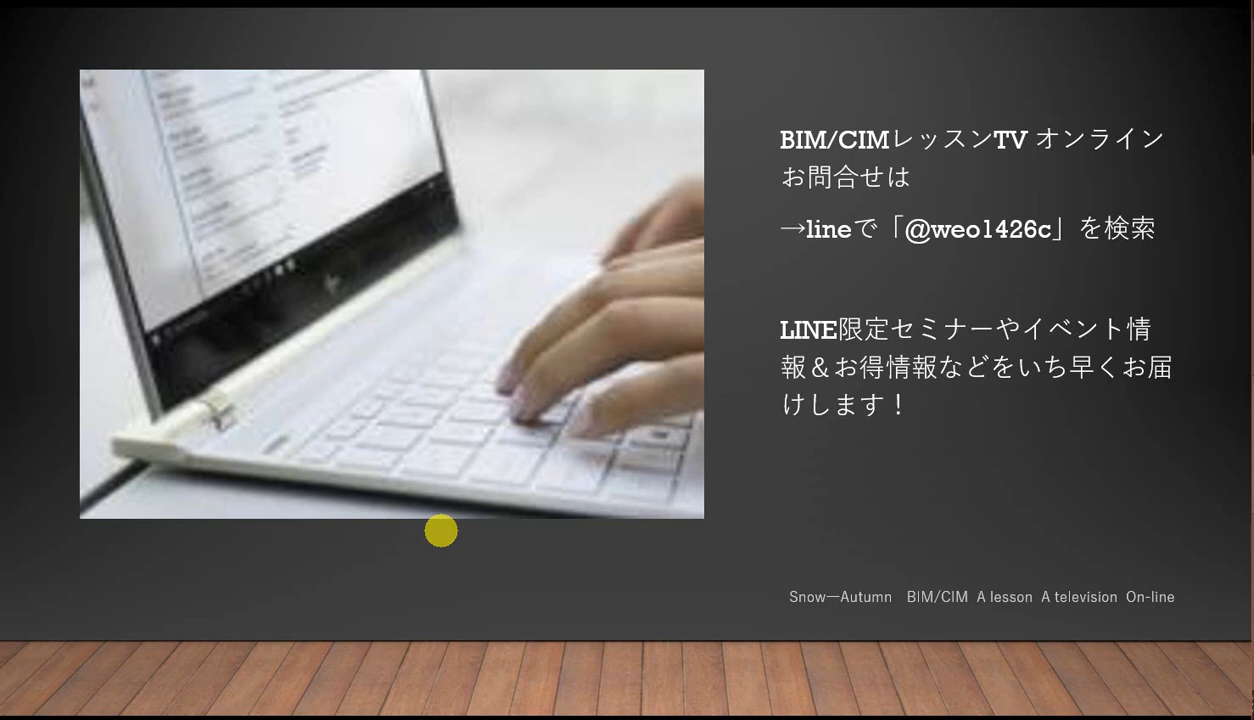 BIM/CIMレッスンTV オンライン
お問合せは
→lineで「@weo1426c」を検索
LINE限定セミナーやイベント情
報＆お得情報などをいち早くお届
けします！
Snow—Autumn BIM/CIM A lesson A television On-line